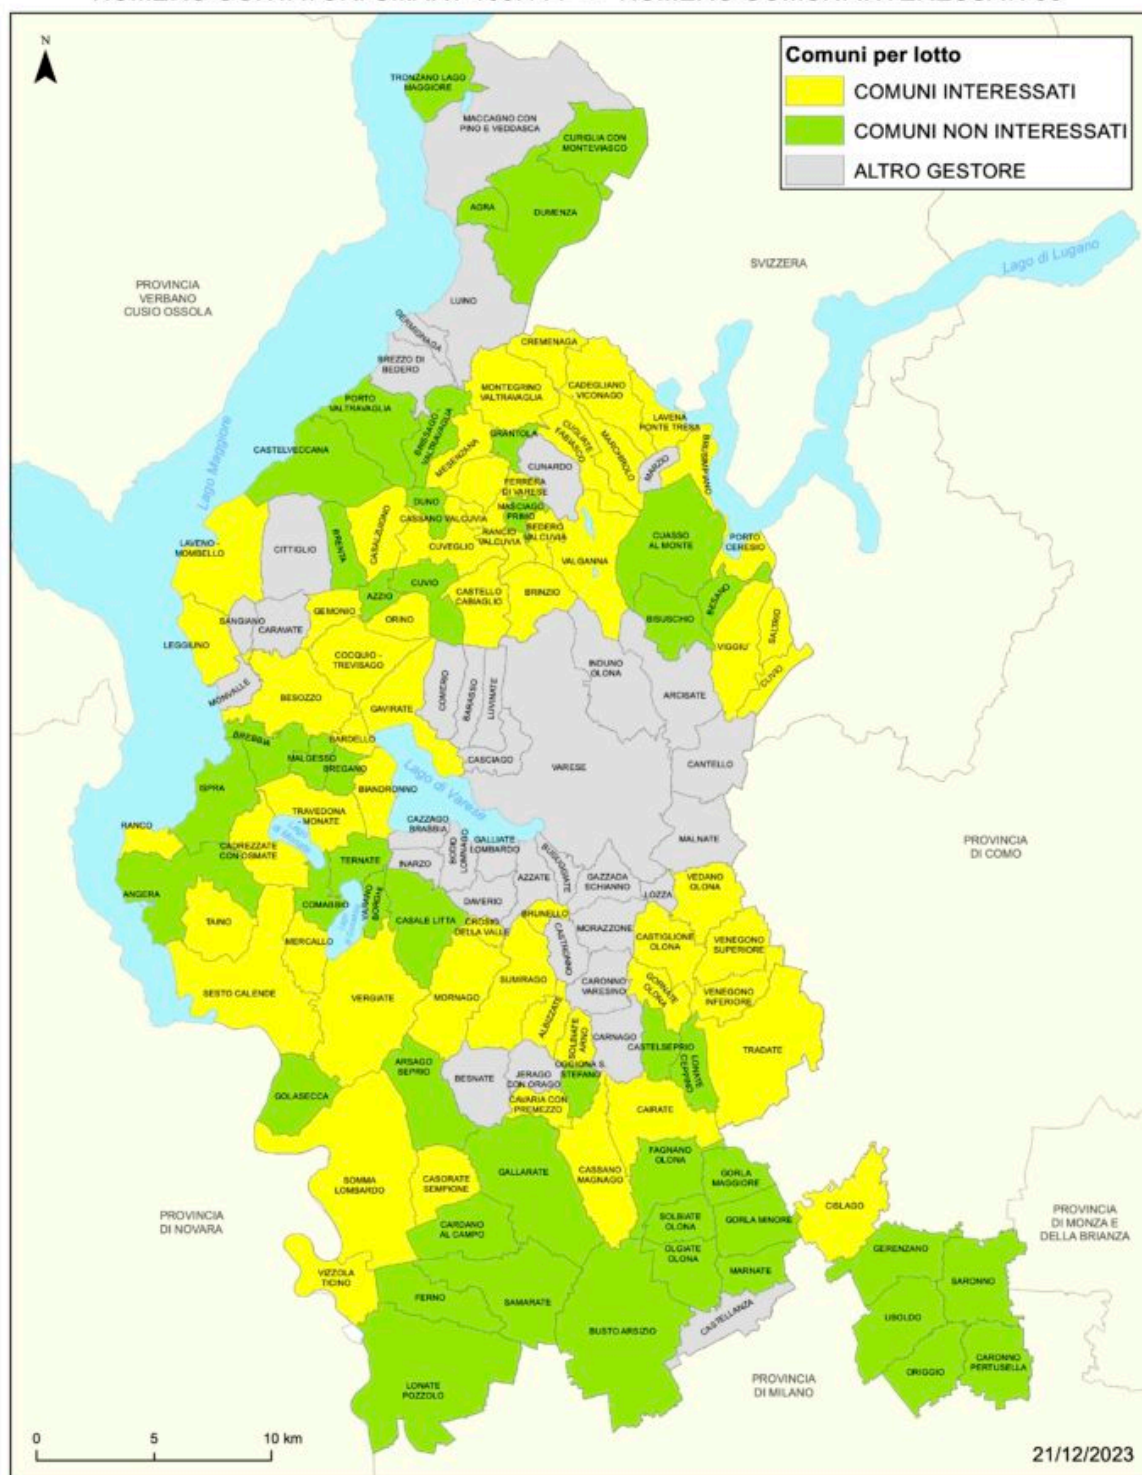 N
Comuni per lotto
COMUNI INTERESSATI
COMUNI NON INTERESSATI
ALTRO GESTORE
TRONZANO LAGO
MAGGIORE
MACCAGNO CON
PINO E VEDDASCA
CURIGLIA CON
MONTEVIASCO
AGRA
DUMENZA
Lago di Lugano
SVIZZERA
PROVINCIA
VERBANO
CUSIO OSSOLA
LUINO
GERMIGNAGA
BREZZO DI
BEDERO
CREMENAGA
MONTEGRINO
VALTRAVAGLIA
CADEGLIANO
-VICONAGO
PORTO
VALTRAVAGLIA
BRISSAGO
VALTRAVAGLIA
LAVENA
PONTE TRESA
Lago Maggiore
CASTELVECCANA
GRANTOLA
CUGLIATE
FABIASCO
MARCHIROLO
BRUSIMPIANO
MESENZANA
CUNARDO
MARZIO
FERRERA
DI VARESE
DUNO
MASCIAGO
PRIMO
CASSANO VALCUVIA
RANCIO
VALCUVIA
BEDERO
VALCUVIA
CASALZUIGNO
CUVEGLIO
LAVENO -
MOMBELLO
CITTIGLIO
BRENTA
CUASSO
AL MONTE
PORTO
CERESIO
VALGANNA
CUVIO
AZZIO
CASTELLO
CABIAGLIO
BRINZIO
BISUSCHIO
BESANO
GEMONIO
ORINO
SANGIANO
CARAVATE
SALTRIO
VIGGIU'
LEGGIUNO
COCQUIO -
TREVISAGO
CLIVIO
MONVALLE
BESOZZO
GAVIRATE
COMERIO
BARASSO
LUVINATE
INDUNO
OLONA
ARCISATE
BREBBIA
BARDELLO
MALGESSO
BREGANO
CASCIAGO
VARESE
CANTELLO
ISPRA
BIANDRONNO
Lago di Varese
TRAVEDONA
- MONATE
RANCO
CADREZZATE
CON OSMATE
CAZZAGO
BRABBIA
BODIO
LOMNAGO
GALLIATE
LOMBARDO
MALNATE
PROVINCIA
DI COMO
TERNATE
INARZO
AZZATE
BUGUGGIATE
GAZZADA
SCHIANNO
LOZZA
VEDANO
OLONA
ANGERA
COMABBIO
VARANO
BORGHI
DAVERIO
CASALE LITTA
CROSIO
DELLA VALLE
BRUNELLO
CASTRONNO
MORAZZONE
CASTIGLIONE
OLONA
VENEGONO
SUPERIORE
TAINO
MERCALLO
SESTO CALENDE
VERGIATE
MORNAGO
SUMIRAGO
CARONNO
VARESINO
GORNATE
OLONA
VENEGONO
INFERIORE
ALBIZZATE
SOLBIATE
ARNO
CARNAGO
CASTELSEPRIO
LONATE
CEPPINO
TRADATE
ARSAGO
SEPRIO
BESNATE
JERAGO
CON ORAGO
OGGIONA S.
STEFANO
GOLASECCA
CAVARIA CON
PREMEZZO
CAIRATE
SOMMA
LOMBARDO
CASORATE
SEMPIONE
GALLARATE
CASSANO
MAGNAGO
FAGNANO
OLONA
GORLA
MAGGIORE
PROVINCIA
DI NOVARA
CARDANO
AL CAMPO
SOLBIATE
OLONA
GORLA MINORE
CISLAGO
PROVINCIA
DI MONZA E
DELLA BRIANZA
OLGIATE
OLONA
MARNATE
GERENZANO
VIZZOLA
TICINO
SARONNO
FERNO
SAMARATE
BUSTO ARSIZIO
CASTELLANZA
UBOLDO
ORIGGIO
CARONNO
PERTUSELLA
LONATE
POZZOLO
PROVINCIA
DI MILANO
0 5 10 km
21/12/2023